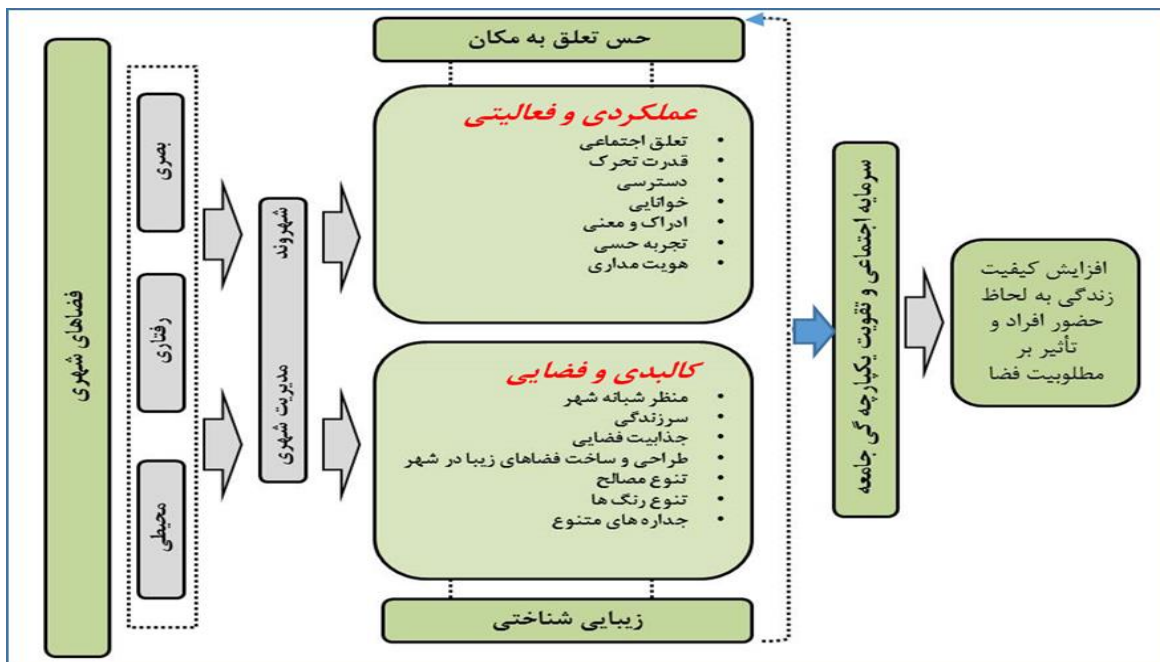 فضاهای شهری
بصری
رفتاری
محیطی
شهروند
مدیریت شهری
حس تعلق به مکان
عملکردی و فعالیتی
• تعلق اجتماعی
• قدرت تحرک
• دسترسی
• خوانایی
• ادراک و معنی
• تجربه حسی
• هویت مداری
کالبدی و فضایی
• منظر شبانه شهر
• سرزندگی
• جذابیت فضایی
• طراحی و ساخت فضاهای زیبا در شهر
• تنوع مصالح
• تنوع رنگ ها
• جداره های متنوع
زیبایی شناختی
سرمایه اجتماعی و تقویت یکپارچه گی جامعه
افزایش کیفیت
زندگی به لحاظ
حضور افراد و
تأثیر بر
مطلوبیت فضا